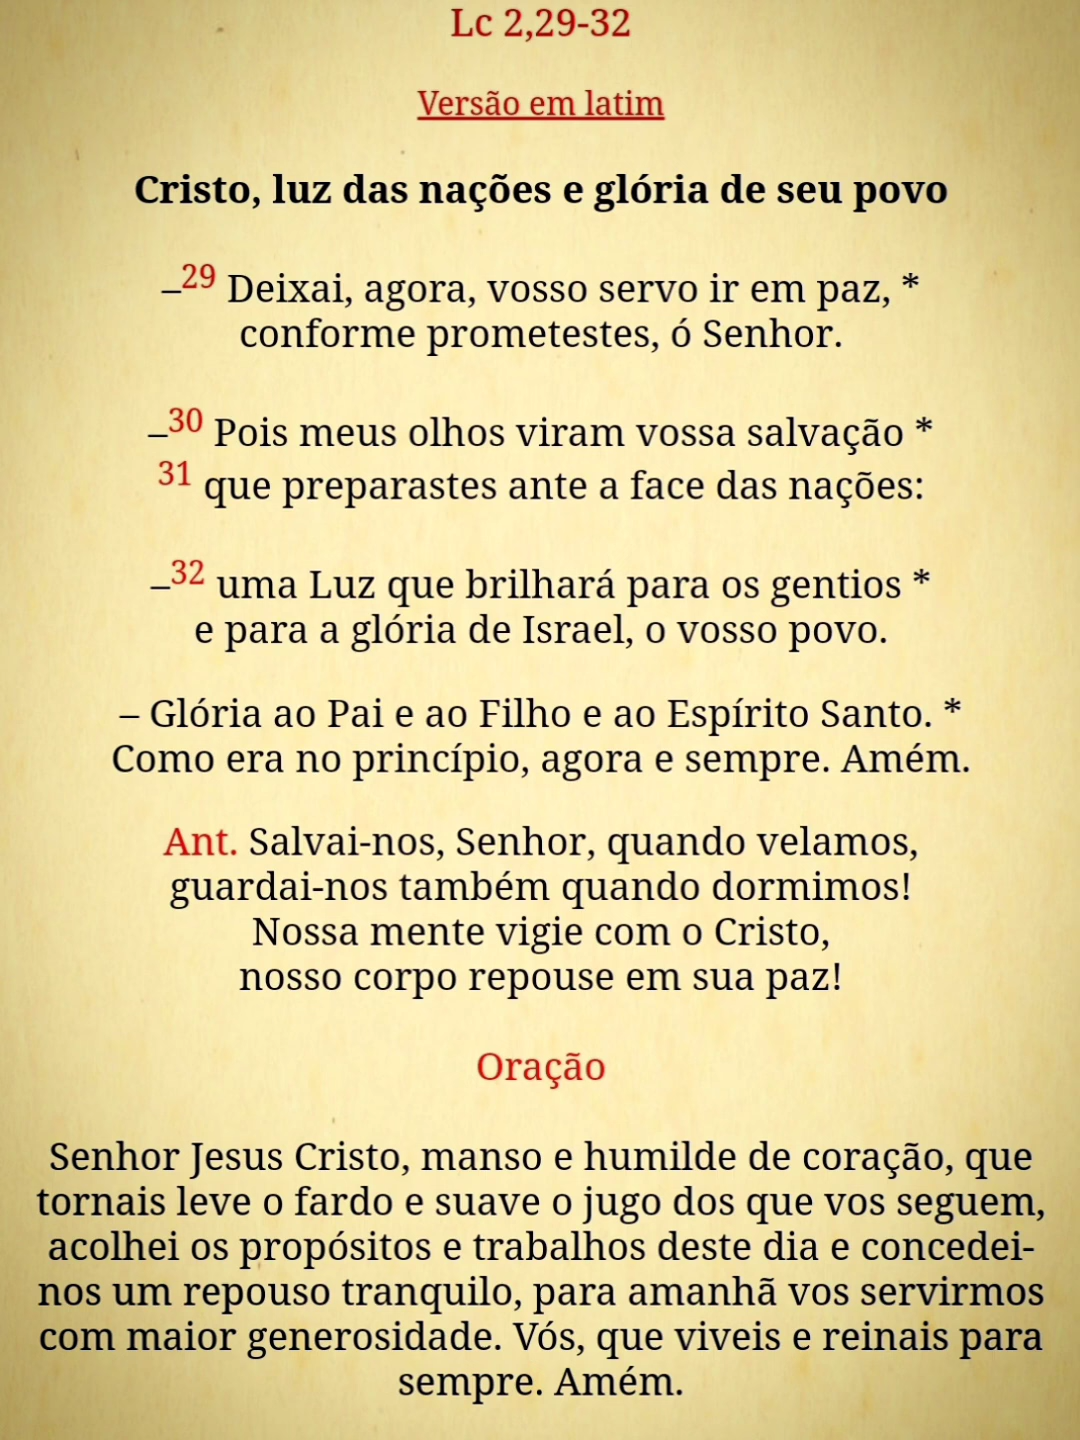 Lc 2,29-32
Versão em latim
Cristo, luz das nações e glória de seu povo
–29 Deixai, agora, vosso servo ir em paz, *
conforme prometestes, ó Senhor.
–30 Pois meus olhos viram vossa salvação *
31 que preparastes ante a face das nações:
–32 uma Luz que brilhará para os gentios *
e para a glória de Israel, o vosso povo.
– Glória ao Pai e ao Filho e ao Espírito Santo. *
Como era no princípio, agora e sempre. Amém.
Ant. Salvai-nos, Senhor, quando velamos,
guardai-nos também quando dormimos!
Nossa mente vigie com o Cristo,
nosso corpo repouse em sua paz!
Oração
Senhor Jesus Cristo, manso e humilde de coração, que
tornais leve o fardo e suave o jugo dos que vos seguem,
acolhei os propósitos e trabalhos deste dia e concedei-
nos um repouso tranquilo, para amanhã vos servirmos
com maior generosidade. Vós, que viveis e reinais para
sempre. Amém.